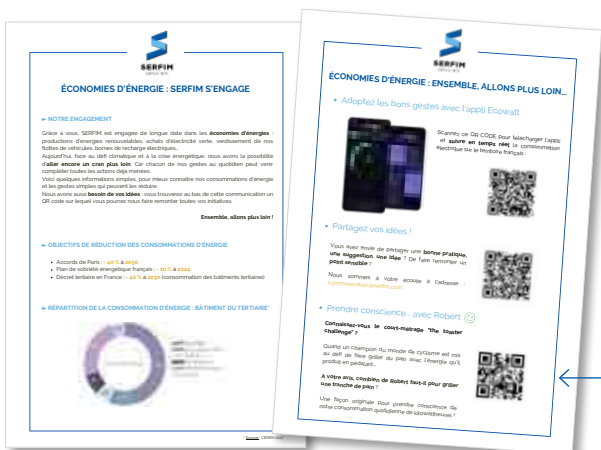 SERFIM
DEPUIS 1875
ÉCONOMIES D'ÉNERGIE : SERFIM S'ENGAGE
► NOTRE ENGAGEMENT
Grâce à vous, SERFIM est engagée de longue date dans les économies d'énergies :
productions d'énergies renouvelables, achats d'électricité verte, verdissement de nos
flottes de véhicules, bornes de recharge électriques...
Aujourd'hui, face au défi climatique et à la crise énergétique, nous avons la possibilité
d'aller encore un cran plus loin. Car chacun de nos gestes au quotidien peut venir
compléter toutes les actions déjà menées.
Voici quelques informations simples, pour mieux connaître nos consommations d'énergie
et les gestes simples qui peuvent les réduire.
Nous avons aussi besoin de vos idées : vous trouverez au bas de cette communication un
QR code sur lequel vous pourrez nous faire remonter toutes vos initiatives.
Ensemble, allons plus loin !
► OBJECTIFS DE RÉDUCTION DES CONSOMMATIONS D'ÉNERGIE
• Accords de Paris : - 40 % à 2030
• Plan de sobriété énergétique français : - 10 % à 2024
• Décret tertiaire en France : - 40 % à 2030 (consommation des bâtiments tertiaires)
► RÉPARTITION DE LA CONSOMMATION D'ÉNERGIE : BÂTIMENT DU TERTIAIRE*
SERFIM
ÉCONOMIES D'ÉNERGIE : ENSEMBLE, ALLONS PLUS LOIN...
• Adoptez les bons gestes avec l'appli Ecowatt
Scannez ce QR CODE pour télécharger l'apps
et suivre en temps réel la consommation
électrique sur le territoire français :
• Partagez vos idées !
Vous avez envie de partager une bonne pratique,
une suggestion, une idée ? De faire remonter un
point sensible ?
Nous sommes à votre écoute à l'adresse :
• Prendre conscience... avec Robert
Connaissez-vous le court-métrage "the toaster
challenge" ?
Quand un champion du monde de cyclisme est mis
au défi de faire griller du pain avec l'énergie qu'il
produit en pédalant...
A votre avis, combien de Robert faut-il pour griller
une tranche de pain ?
Une façon originale pour prendre conscience de
notre consommation quotidienne de kilowattheures !